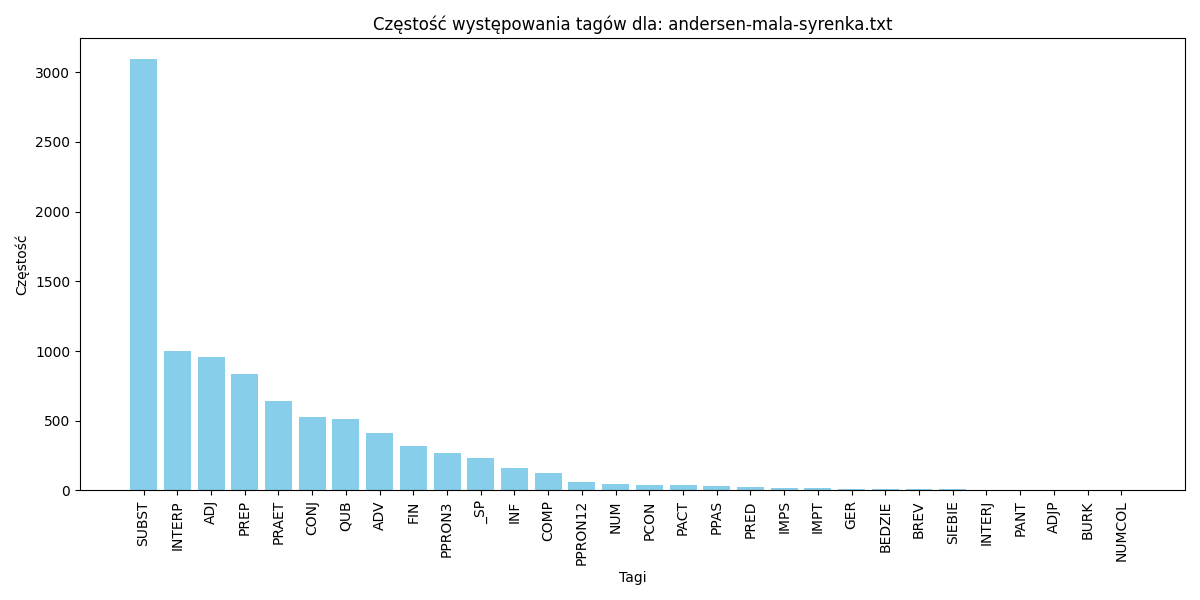 Częstość występowania tagów dla: andersen-mala-syrenka.txt
Częstość
3000
2500
2000
1500
1000
500
0
SUBST
INTERP
ADJ
PREP
PRAET
CONJ
QUB
ADV
FIN
PPRON3
_SP
INF
COMP
PPRON12
NUM
PCON
PACT
PPAS
PRED
IMPS
IMPT
GER
BEDZIE
BREV
SIEBIE
INTERJ
PANT
ADJP
BURK
NUMCOL
Tagi